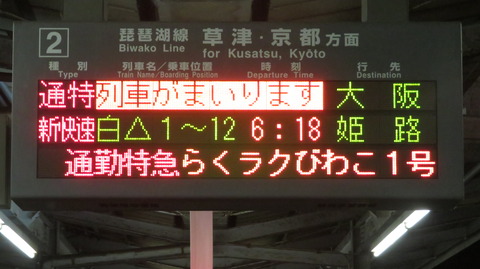 2 琵琶湖線 草津・京都方面
Biwako Line for Kusatsu, Kyōto
種別 列車名／乗車位置 時刻 行先
Type Train Name/Boarding Position Departure Time Destination
通特 列車がまいります 大阪
新快速 白△1〜12 6:18 姫路
通勤特急らくラクびわこ1号